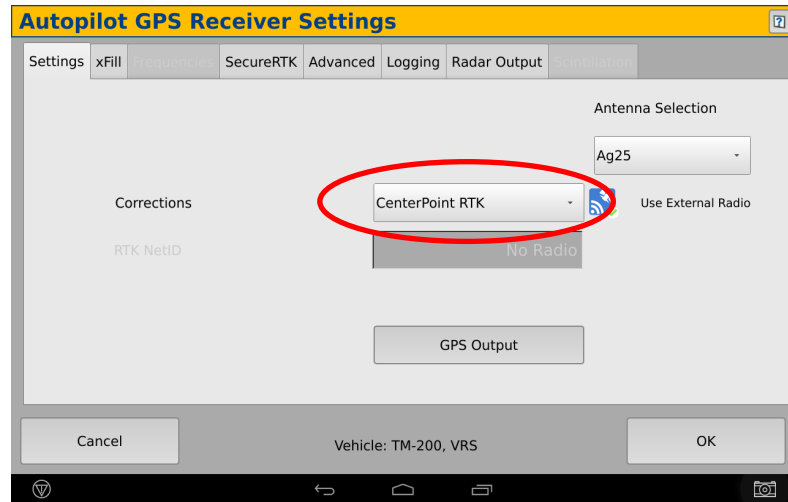 Autopilot GPS Receiver Settings
?
Settings xFill Frequencies SecureRTK Advanced Logging Radar Output Scintillation
Antenna Selection
Ag25
Corrections CenterPoint RTK Use External Radio
RTK NetID No Radio
GPS Output
Cancel Vehicle: TM-200, VRS OK